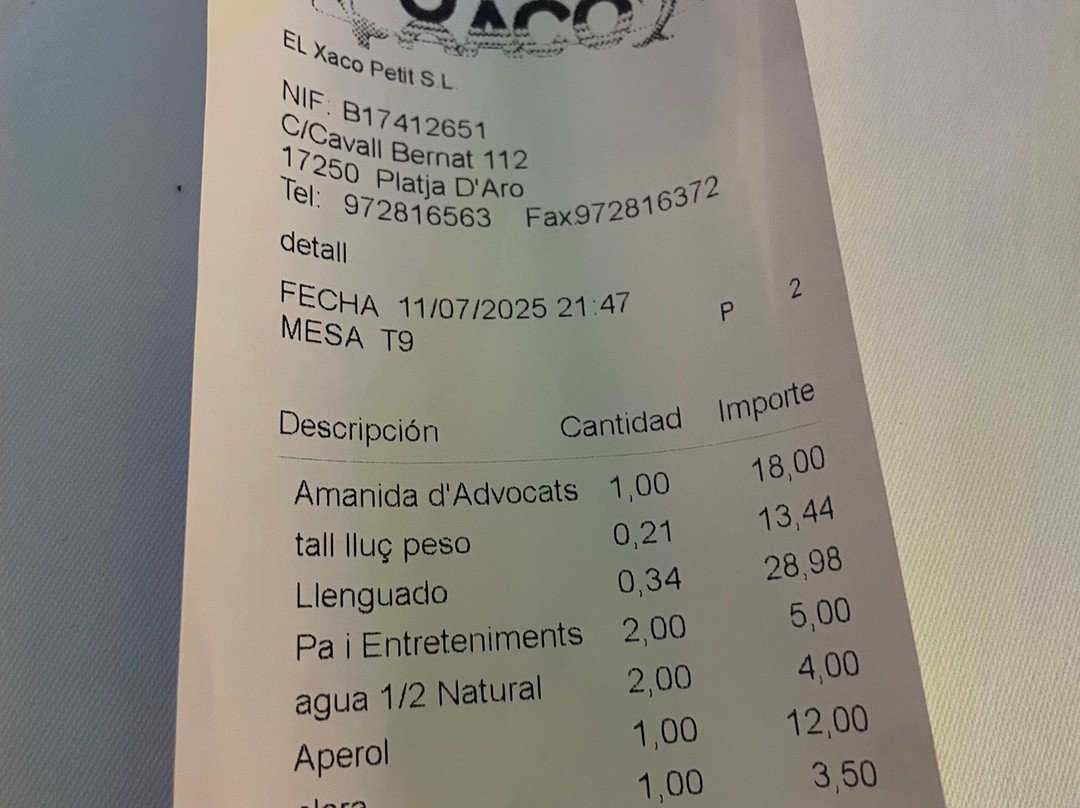 XACO
EL Xaco Petit S.L.
NIF: B17412651
C/Cavall Bernat 112
17250 Platja D'Aro
Tel: 972816563 Fax.972816372
detall
FECHA 11/07/2025 21:47 P 2
MESA T9
Descripción Cantidad Importe
Amanida d'Advocats 1,00 18,00
tall lluç peso 0,21 13,44
Llenguado 0,34 28,98
Pa i Entreteniments 2,00 5,00
agua 1/2 Natural 2,00 4,00
Aperol 1,00 12,00
1,00 3,50